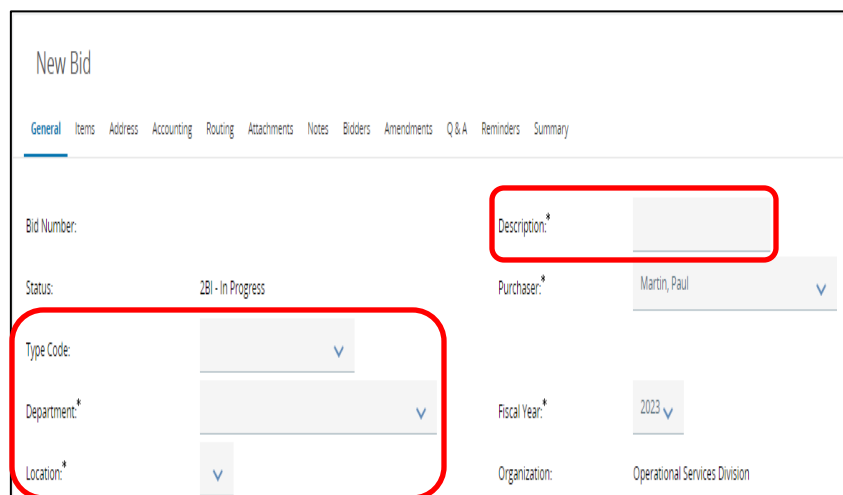 New Bid
General Items Address Accounting Routing Attachments Notes Bidders Amendments Q & A Reminders Summary
Bid Number: Description:*
Status: 2BI - In Progress Purchaser:* Martin, Paul
Type Code:
Department:* Fiscal Year:* 2023
Location:* Organization: Operational Services Division